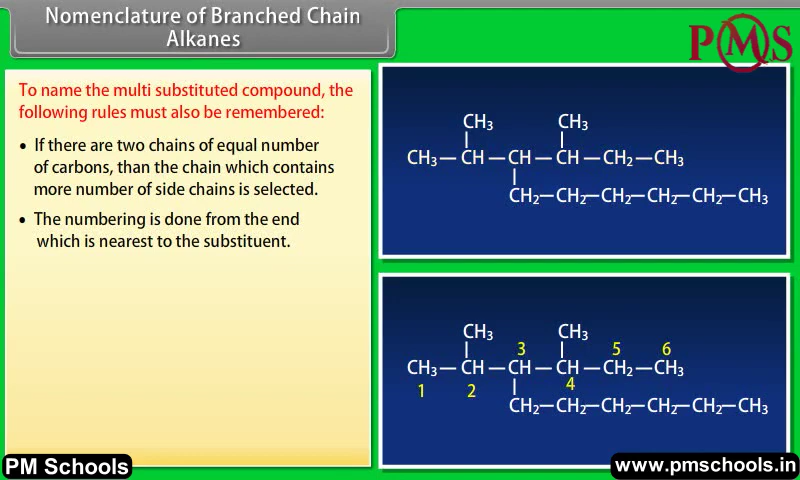 Nomenclature of Branched Chain
Alkanes
PMS
To name the multi substituted compound, the
following rules must also be remembered:
• If there are two chains of equal number
of carbons, than the chain which contains
more number of side chains is selected.
• The numbering is done from the end
which is nearest to the substituent.
CH₃ CH₃
CH₃—CH—CH—CH—CH₂—CH₃
CH₂—CH₂—CH₂—CH₂—CH₂—CH₃
CH₃ CH₃
3 5 6
CH₃—CH—CH—CH—CH₂—CH₃
1 2 4
CH₂—CH₂—CH₂—CH₂—CH₂—CH₃
PM Schools
www.pmschools.in